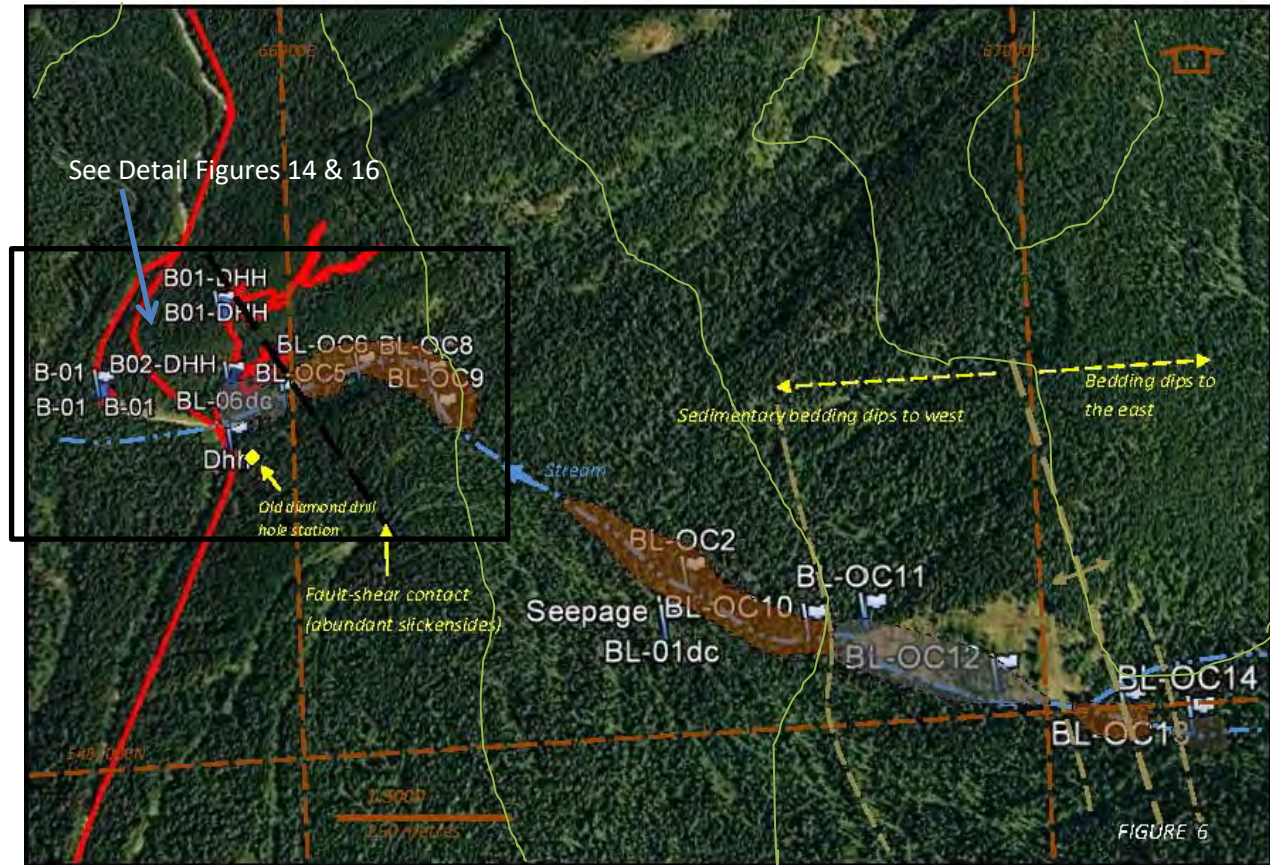 See Detail Figures 14 & 16
B01-DHH
B01-DHH
B-01
B02-DHH
BL-OC6
BL-OC8
BL-OC5
BL-OC9
B-01
B-01
BL-06dc
Dhh
Old diamond drill
hole station
Fault-shear contact
(abundant slickensides)
Stream
Sedimentary bedding dips to west
Bedding dips to
the east
BL-OC2
Seepage
BL-OC10
BL-OC11
BL-01dc
BL-OC12
BL-OC14
250 metres
FIGURE 6